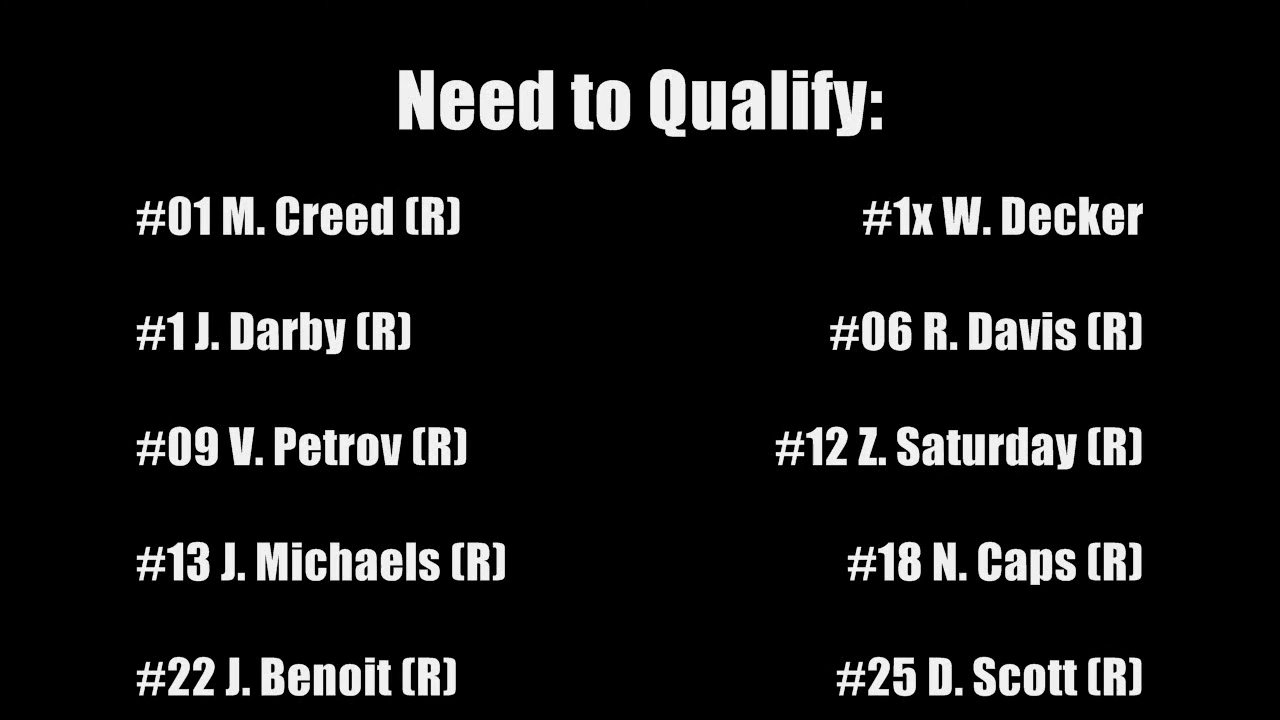 Need to Qualify:
#01 M. Creed (R)
#1x W. Decker
#1 J. Darby (R)
#06 R. Davis (R)
#09 V. Petrov (R)
#12 Z. Saturday (R)
#13 J. Michaels (R)
#18 N. Caps (R)
#22 J. Benoit (R)
#25 D. Scott (R)